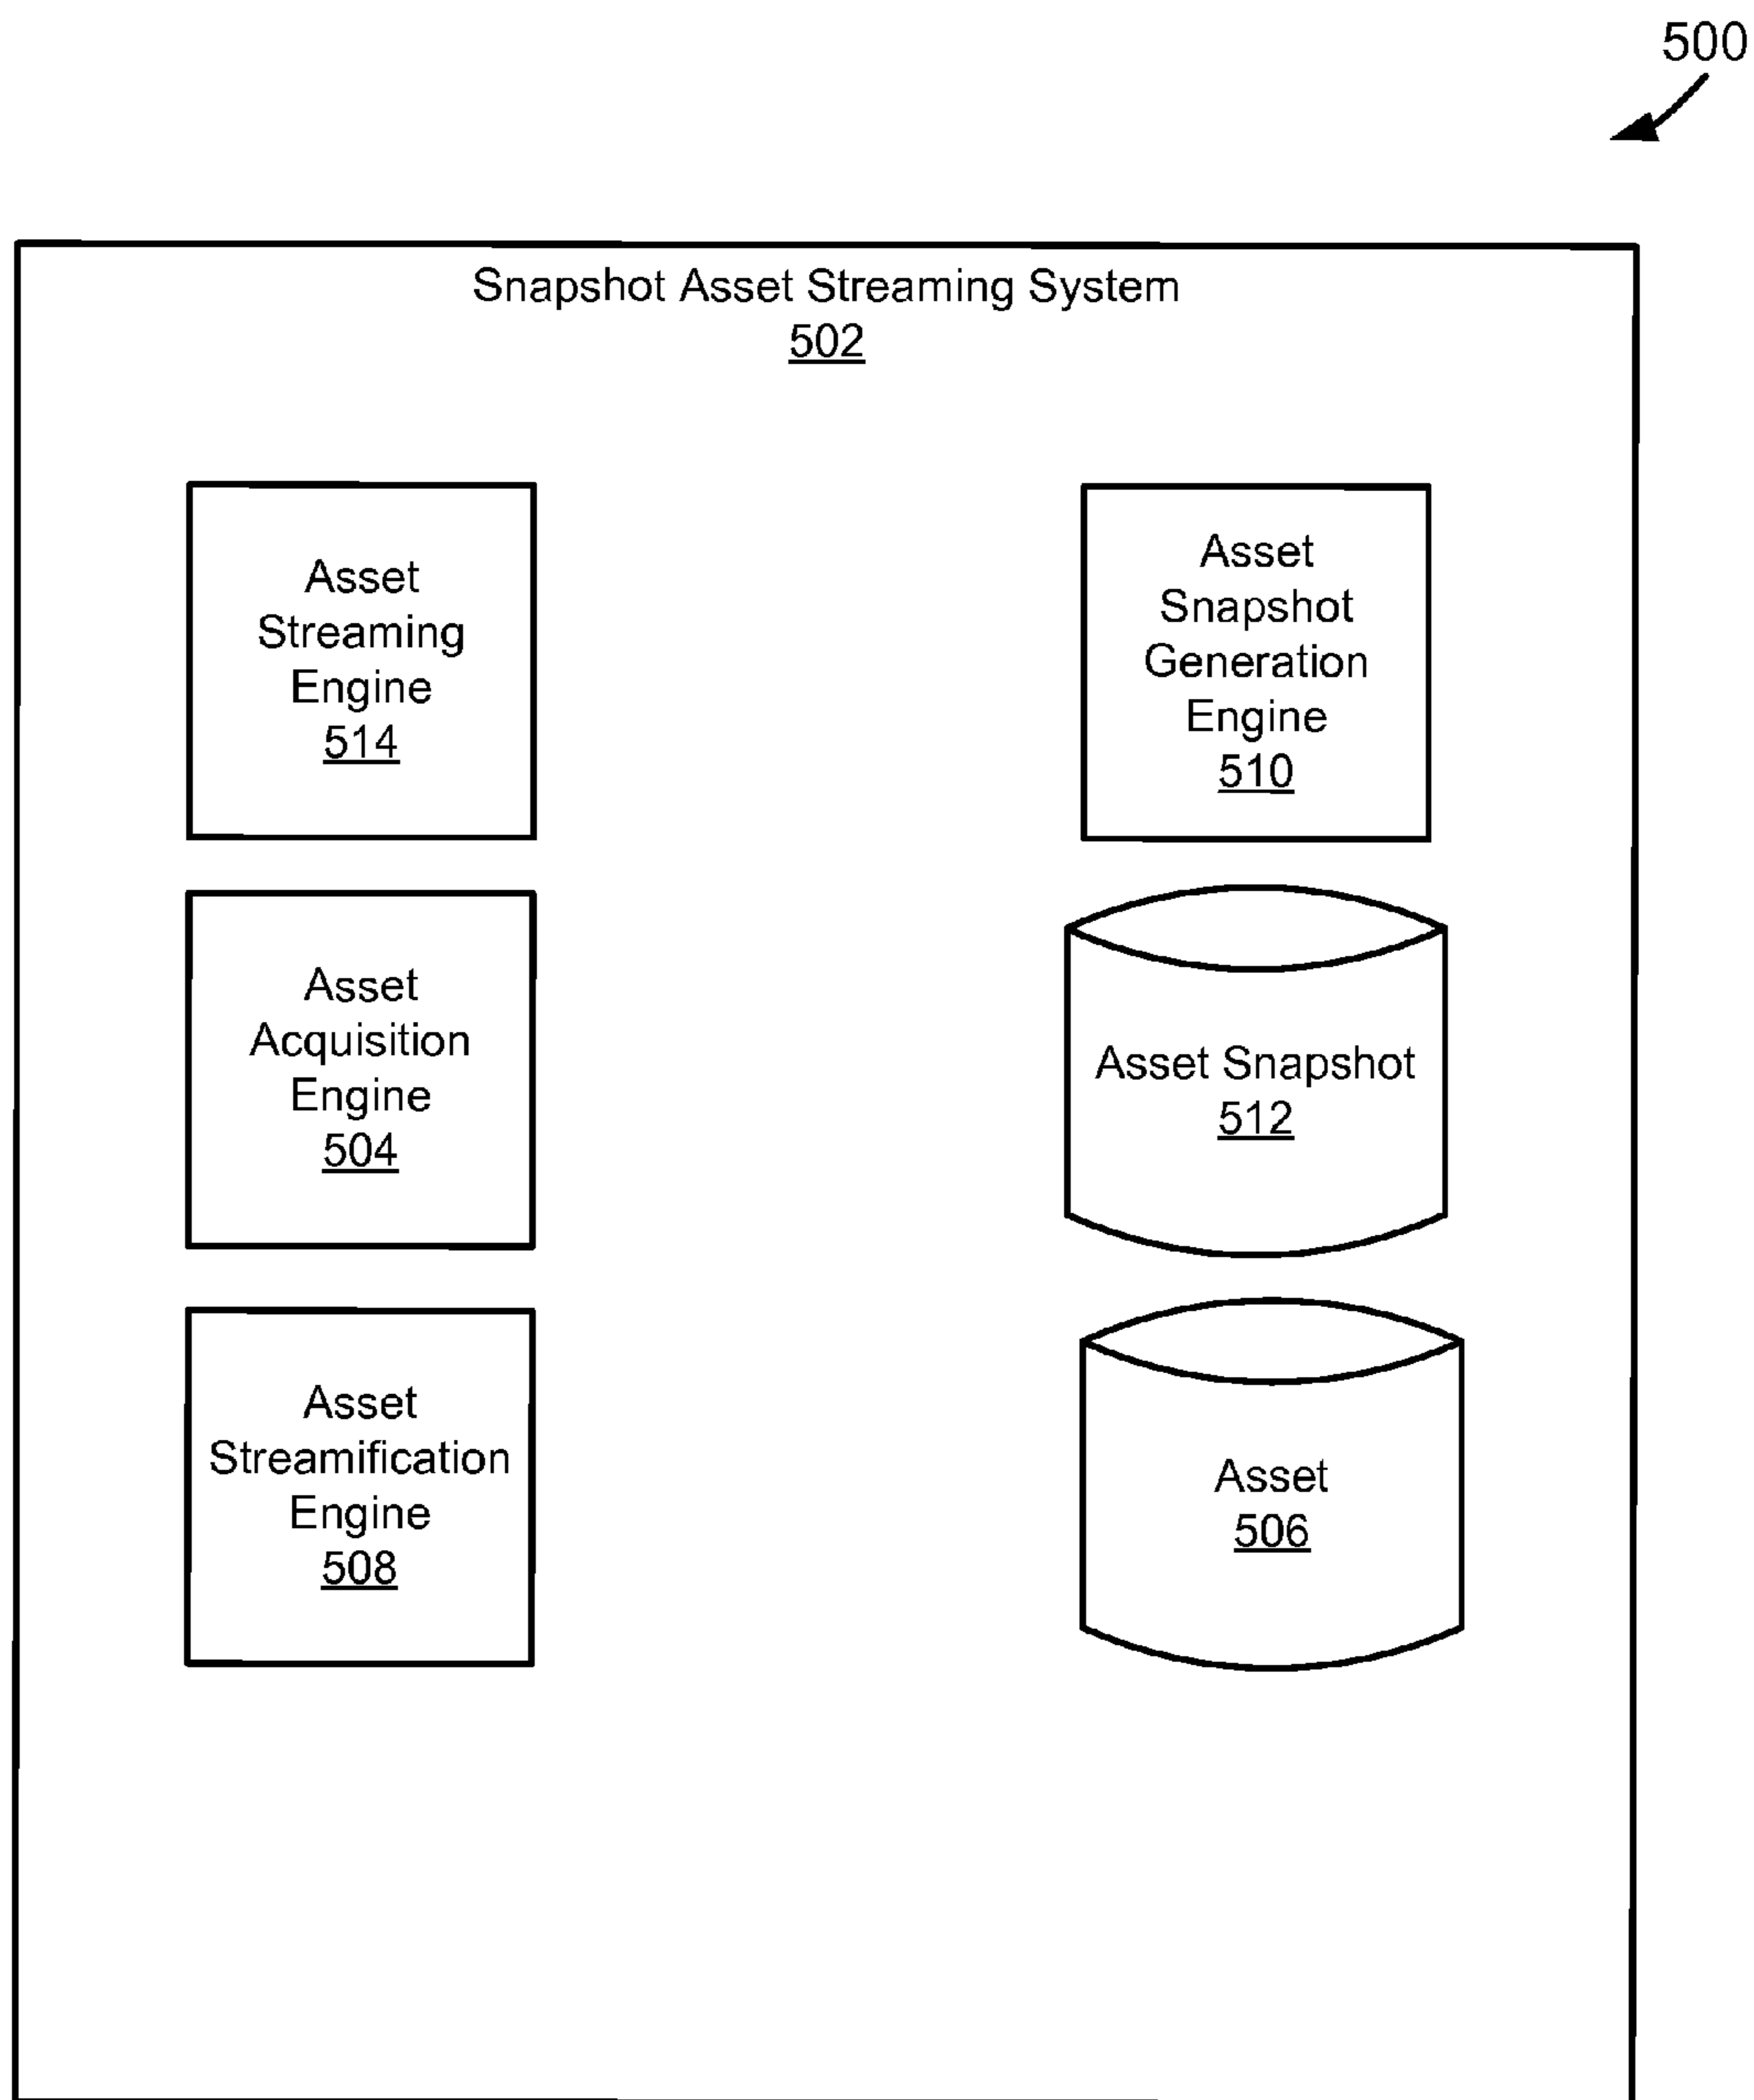 500
Snapshot Asset Streaming System
502
Asset
Streaming
Engine
514
Asset
Snapshot
Generation
Engine
510
Asset
Acquisition
Engine
504
Asset Snapshot
512
Asset
Streamification
Engine
508
Asset
506